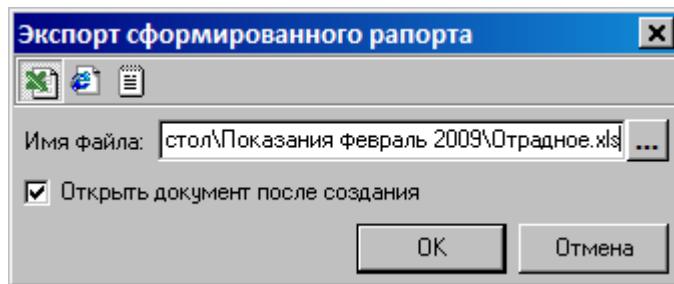 Экспорт сформированного рапорта
Имя файла: стол\Показания февраль 2009\Отрадное.xls ...
Открыть документ после создания
OK Отмена